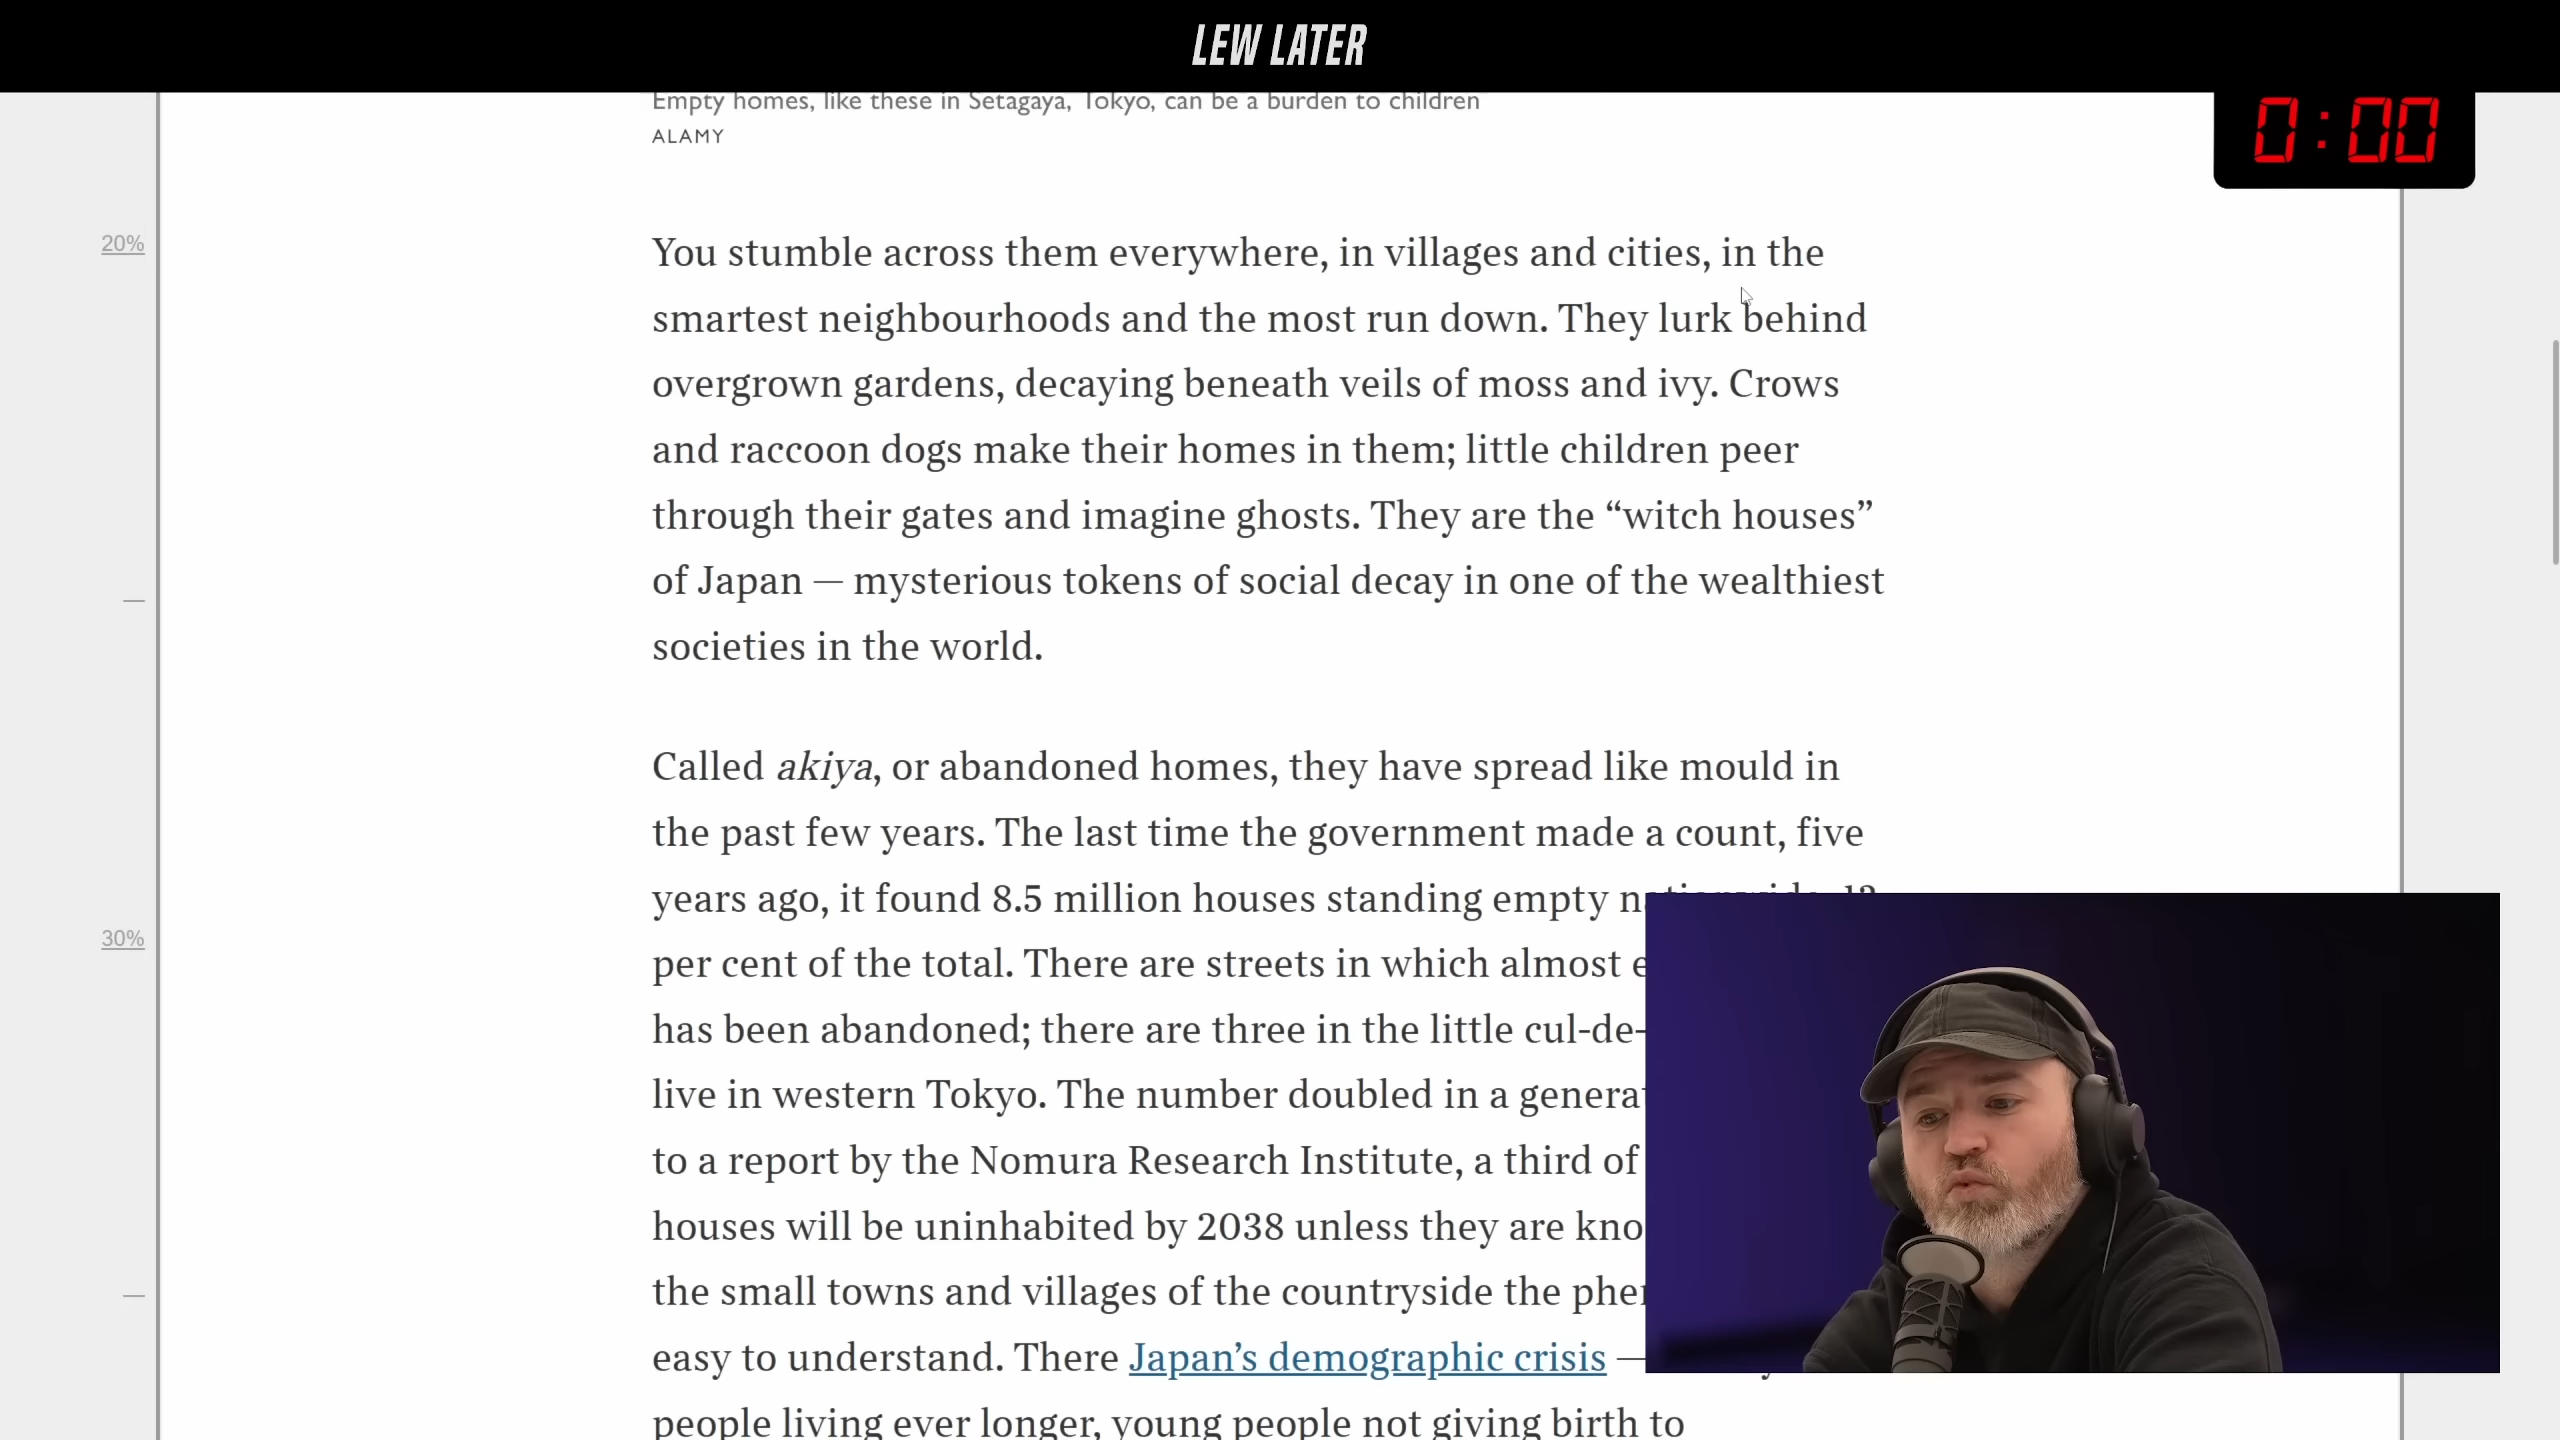 LEW LATER
Empty homes, like these in Setagaya, Tokyo, can be a burden to children
ALAMY
0:00
20%
You stumble across them everywhere, in villages and cities, in the
smartest neighbourhoods and the most run down. They lurk behind
overgrown gardens, decaying beneath veils of moss and ivy. Crows
and raccoon dogs make their homes in them; little children peer
through their gates and imagine ghosts. They are the “witch houses”
of Japan — mysterious tokens of social decay in one of the wealthiest
societies in the world.
Called akiya, or abandoned homes, they have spread like mould in
the past few years. The last time the government made a count, five
years ago, it found 8.5 million houses standing empty
30%
per cent of the total. There are streets in which almost
has been abandoned; there are three in the little cul-de-
live in western Tokyo. The number doubled in a
to a report by the Nomura Research Institute, a third of
houses will be uninhabited by 2038 unless they are
the small towns and villages of the countryside the
easy to understand. There Japan’s demographic crisis —
people living ever longer, young people not giving birth to